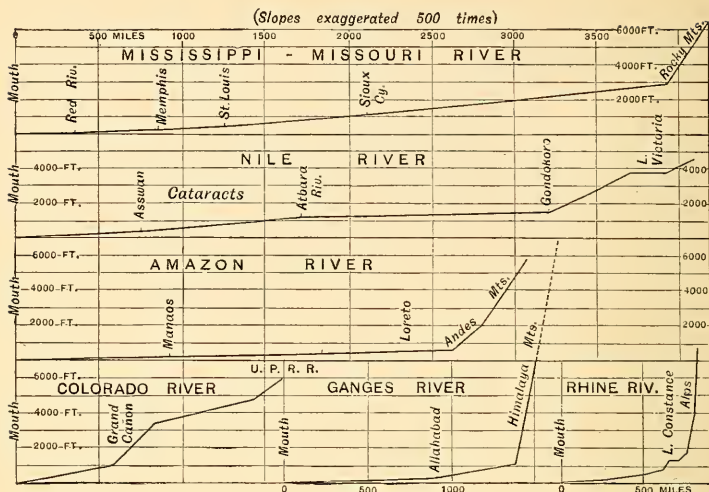 (Slopes exaggerated 500 times)
500 MILES 1000 1500 2000 2500 3000 3500 6000 FT.
MISSISSIPPI - MISSOURI RIVER
Mouth
Red Riv.
Memphis
St. Louis
Sioux Cy.
Rocky Mts.
4000 FT.
2000 FT.
NILE RIVER
Mouth
4000-FT.
2000-FT.
Asswan
Cataracts
Atbara Riv.
Gondokoro
L. Victoria
4000
2000
AMAZON RIVER
Mouth
6000-FT.
4000-FT.
2000-FT.
Manaos
Loreto
Andes Mts.
6000
4000
2000
COLORADO RIVER
Mouth
6000-FT.
4000-FT.
2000-FT.
Grand Cañon
U. P. R. R.
GANGES RIVER
Mouth
Allahabad
Himalaya Mts.
0 1000
RHINE RIV.
Mouth
L. Constance
Alps
0 500 MILES